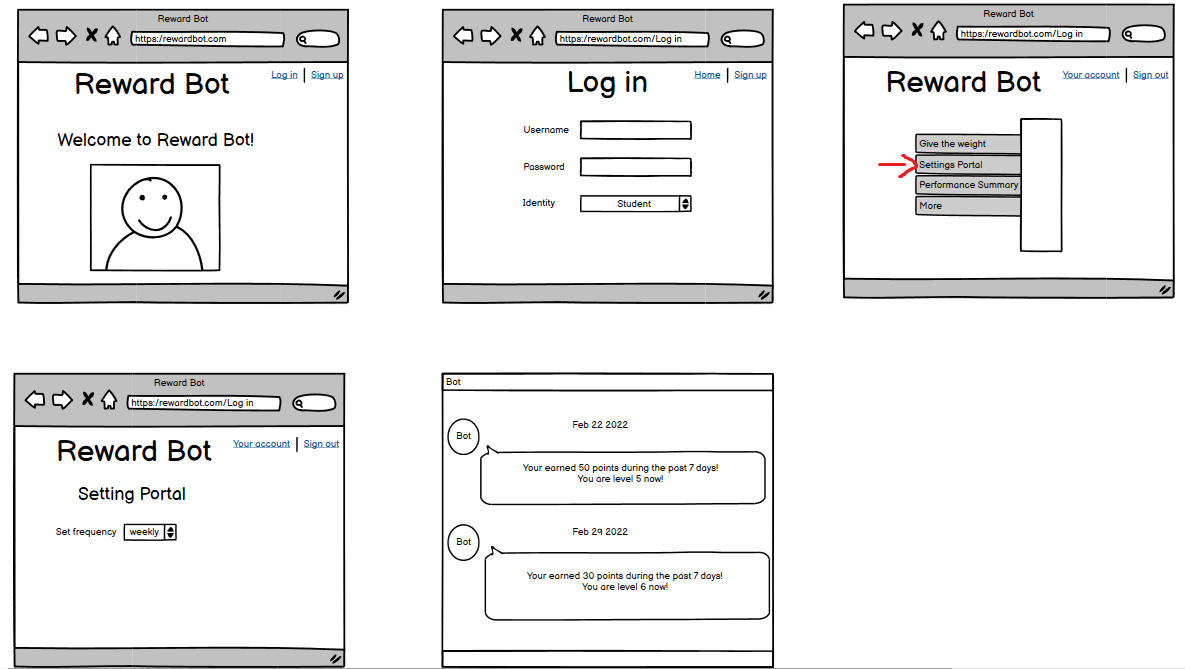 Reward Bot
https:/rewardbot.com
Log in | Sign up
Reward Bot
Welcome to Reward Bot!
Reward Bot
https:/rewardbot.com/Log in
Home | Sign up
Log in
Username
Password
Identity Student
Reward Bot
https:/rewardbot.com/Log in
Your account | Sign out
Reward Bot
Give the weight
Settings Portal
Performance Summary
More
Reward Bot
https:/rewardbot.com/Log in
Your account | Sign out
Reward Bot
Setting Portal
Set frequency weekly
Bot
Feb 22 2022
Bot
Your earned 50 points during the past 7 days!
You are level 5 now!
Feb 29 2022
Bot
Your earned 30 points during the past 7 days!
You are level 6 now!